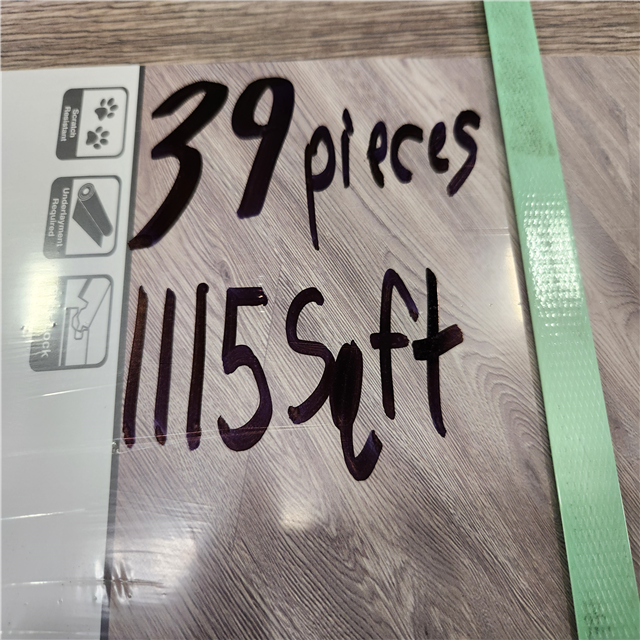 39 pieces
1115 Sqft
Scratch
Resistant
Underlayment
Required